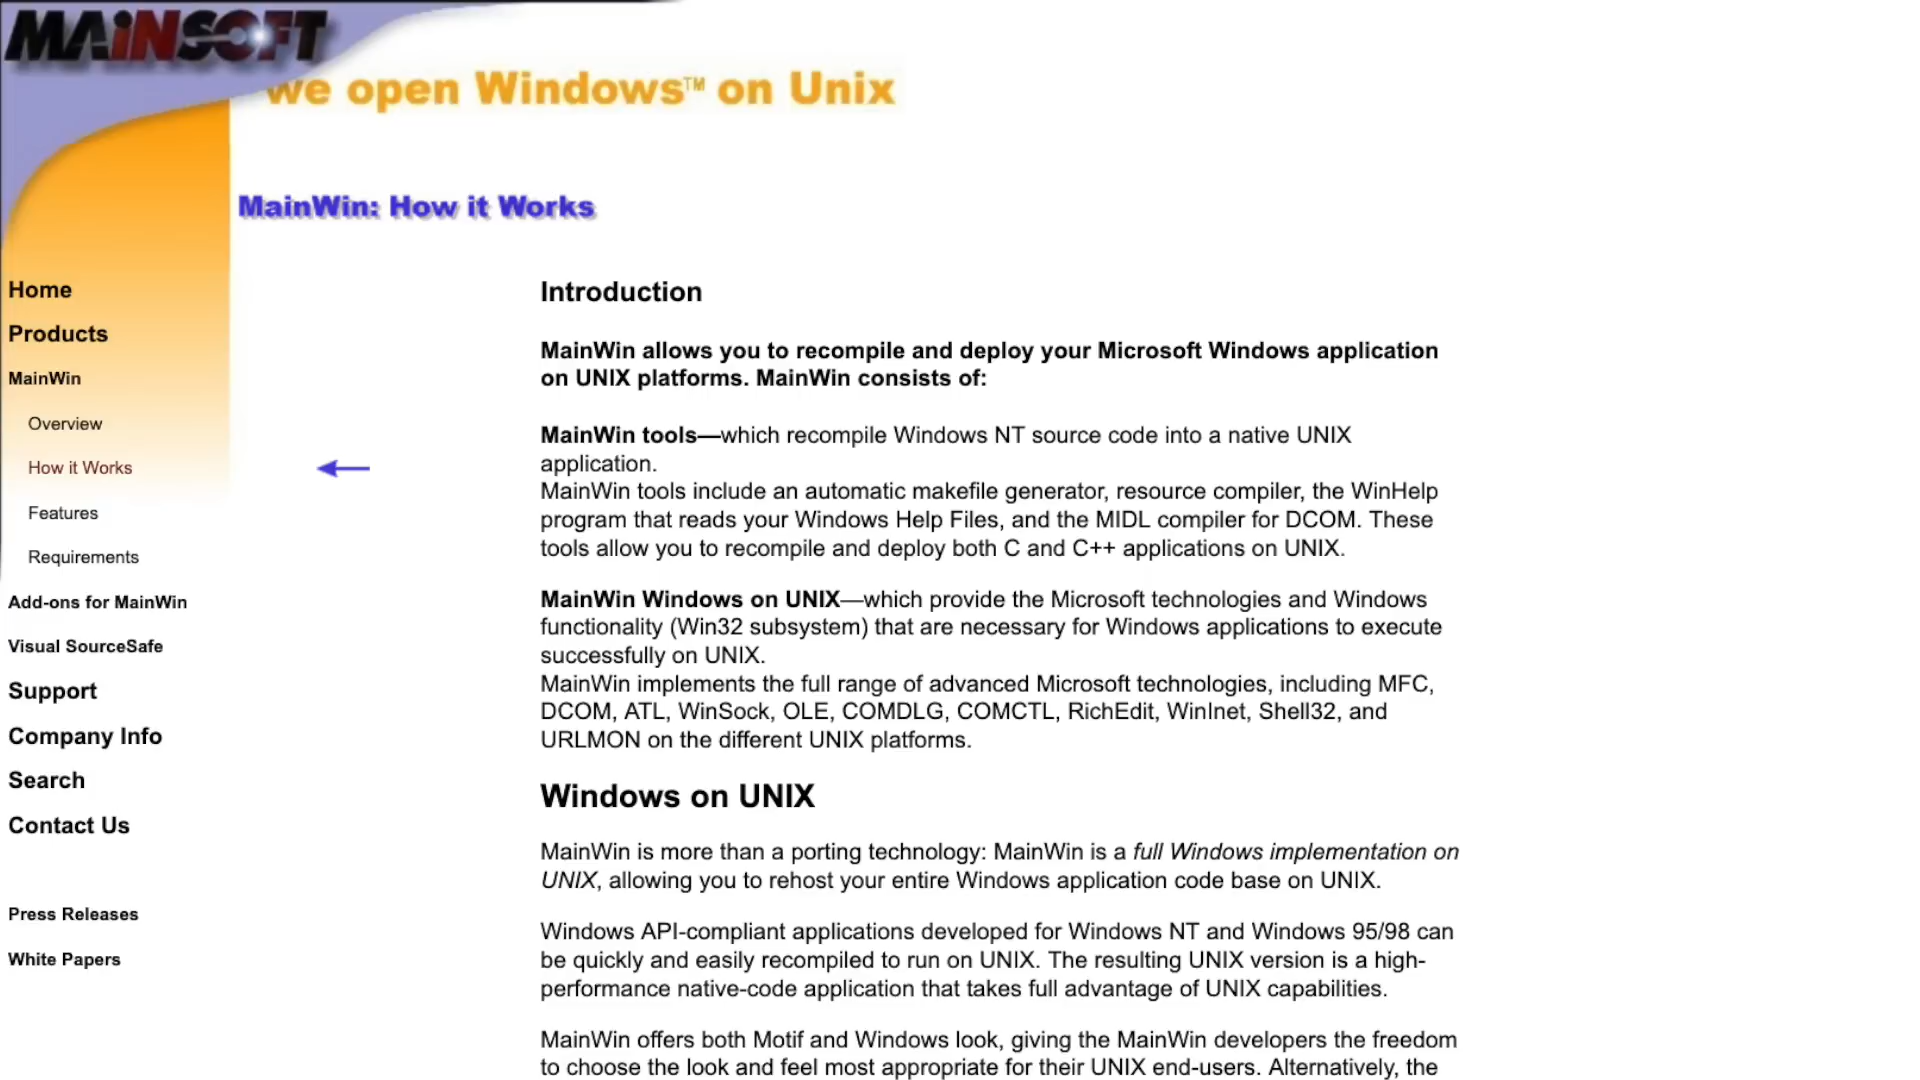 MAINSOFT
we open Windows™ on Unix
MainWin: How it Works
Home
Products
MainWin
Overview
How it Works
Features
Requirements
Add-ons for MainWin
Visual SourceSafe
Support
Company Info
Search
Contact Us
Press Releases
White Papers
Introduction
MainWin allows you to recompile and deploy your Microsoft Windows application
on UNIX platforms. MainWin consists of:
MainWin tools—which recompile Windows NT source code into a native UNIX
application.
MainWin tools include an automatic makefile generator, resource compiler, the WinHelp
program that reads your Windows Help Files, and the MIDL compiler for DCOM. These
tools allow you to recompile and deploy both C and C++ applications on UNIX.
MainWin Windows on UNIX—which provide the Microsoft technologies and Windows
functionality (Win32 subsystem) that are necessary for Windows applications to execute
successfully on UNIX.
MainWin implements the full range of advanced Microsoft technologies, including MFC,
DCOM, ATL, WinSock, OLE, COMDLG, COMCTL, RichEdit, WinInet, Shell32, and
URLMON on the different UNIX platforms.
Windows on UNIX
MainWin is more than a porting technology: MainWin is a full Windows implementation on
UNIX, allowing you to rehost your entire Windows application code base on UNIX.
Windows API-compliant applications developed for Windows NT and Windows 95/98 can
be quickly and easily recompiled to run on UNIX. The resulting UNIX version is a high-
performance native-code application that takes full advantage of UNIX capabilities.
MainWin offers both Motif and Windows look, giving the MainWin developers the freedom
to choose the look and feel most appropriate for their UNIX end-users. Alternatively, the